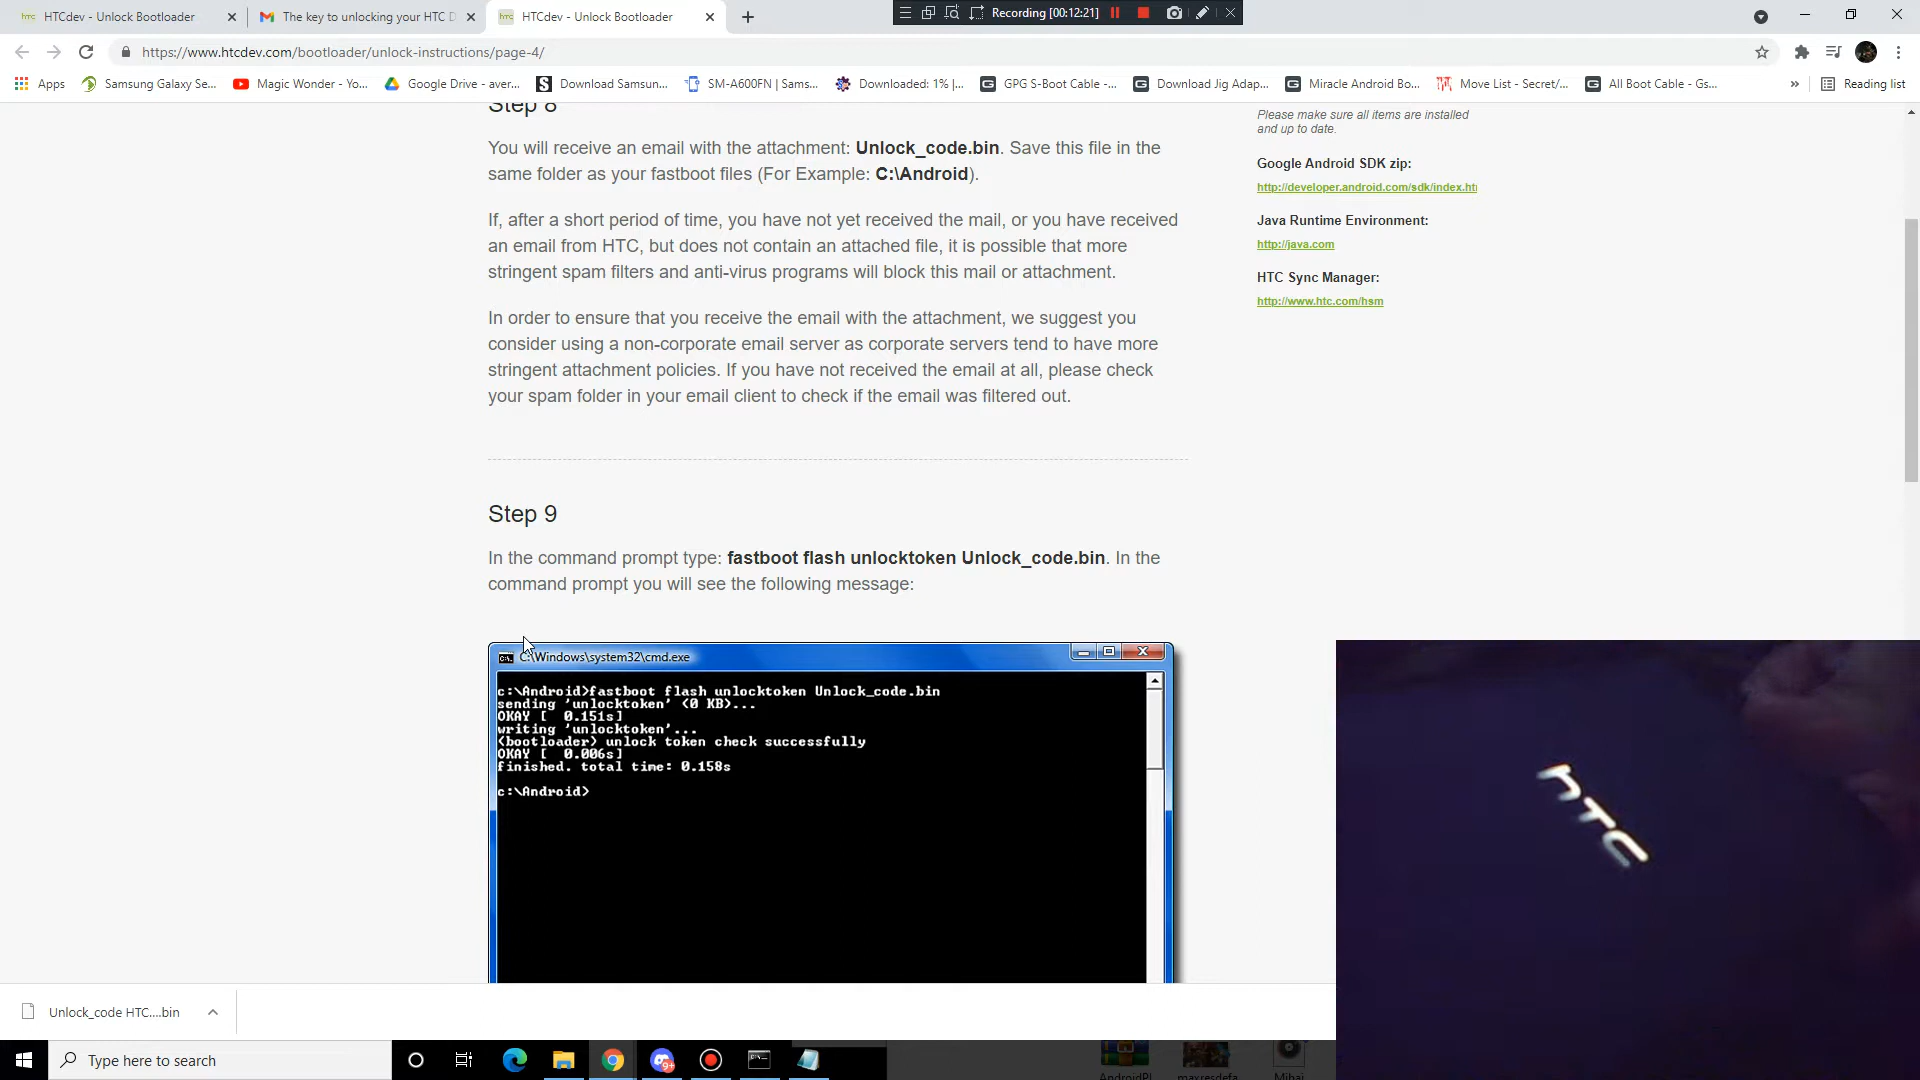 HTCdev - Unlock Bootloader
The key to unlocking your HTC D
HTCdev - Unlock Bootloader
Recording [00:12:21]
https://www.htcdev.com/bootloader/unlock-instructions/page-4/
Apps
Samsung Galaxy Se...
Magic Wonder - Yo...
Google Drive - aver...
Download Samsun...
SM-A600FN | Sams...
Downloaded: 1% |...
GPG S-Boot Cable -...
Download Jig Adap...
Miracle Android Bo...
Move List - Secret/...
All Boot Cable - Gs...
Reading list
Step 8
You will receive an email with the attachment: Unlock_code.bin. Save this file in the
same folder as your fastboot files (For Example: C:\Android).
If, after a short period of time, you have not yet received the mail, or you have received
an email from HTC, but does not contain an attached file, it is possible that more
stringent spam filters and anti-virus programs will block this mail or attachment.
In order to ensure that you receive the email with the attachment, we suggest you
consider using a non-corporate email server as corporate servers tend to have more
stringent attachment policies. If you have not received the email at all, please check
your spam folder in your email client to check if the email was filtered out.
Please make sure all items are installed
and up to date.
Google Android SDK zip:
http://developer.android.com/sdk/index.ht
Java Runtime Environment:
http://java.com
HTC Sync Manager:
http://www.htc.com/hsm
Step 9
In the command prompt type: fastboot flash unlocktoken Unlock_code.bin. In the
command prompt you will see the following message:
C:\Windows\system32\cmd.exe
c:\Android>fastboot flash unlocktoken Unlock_code.bin
sending 'unlocktoken' (0 KB)...
OKAY [  0.151s]
writing 'unlocktoken'...
(bootloader) unlock token check successfully
OKAY [  0.006s]
finished. total time: 0.158s
c:\Android>
hTC
Unlock_code HTC....bin
Type here to search
9+
AndroidPl
maxresdefa
Mihai